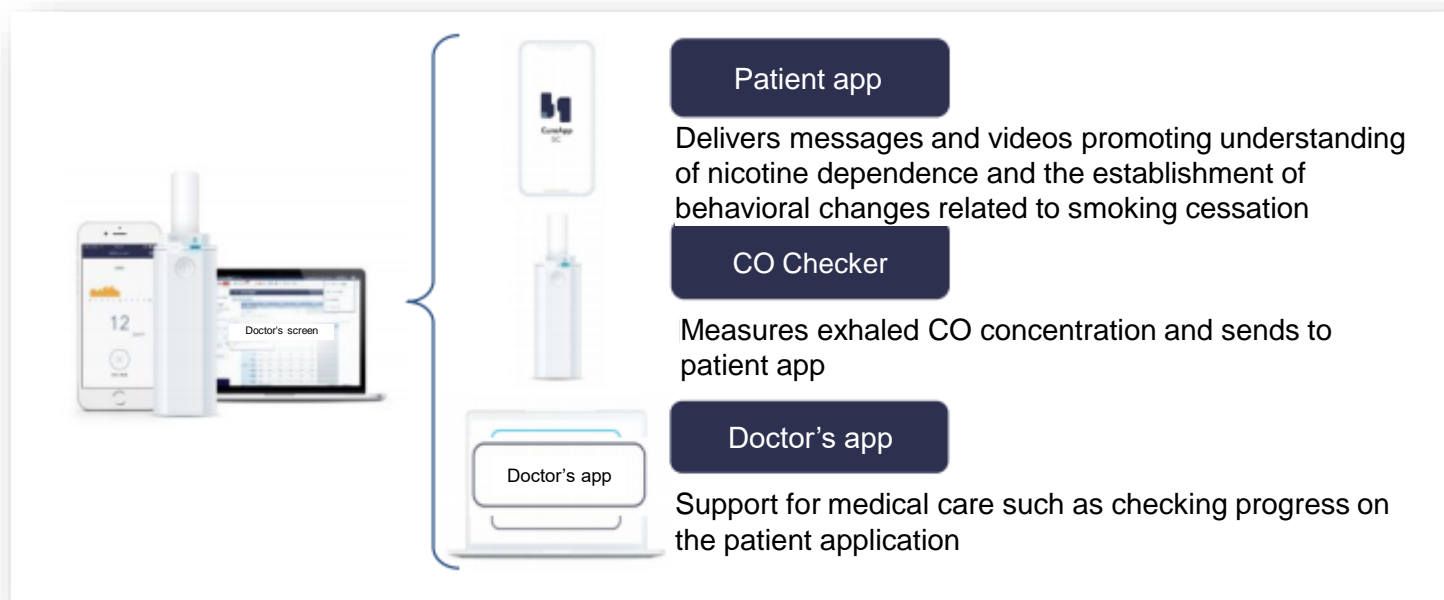 Patient app
CureApp
SC
Delivers messages and videos promoting understanding
of nicotine dependence and the establishment of
behavioral changes related to smoking cessation
12
Doctor's screen
CO Checker
Measures exhaled CO concentration and sends to
patient app
Doctor’s app
Doctor’s app
Support for medical care such as checking progress on
the patient application